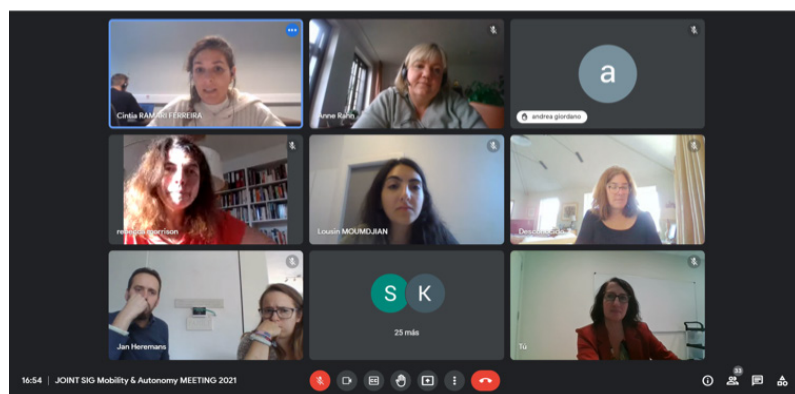 Cintia RAMARI FERREIRA
Anne Rahn
a
andrea giordano
Lousin MOUMDJIAN
Jan Heremans
S K
25 más
Tú
16:54 | JOINT SIG Mobility & Autonomy MEETING 2021
33